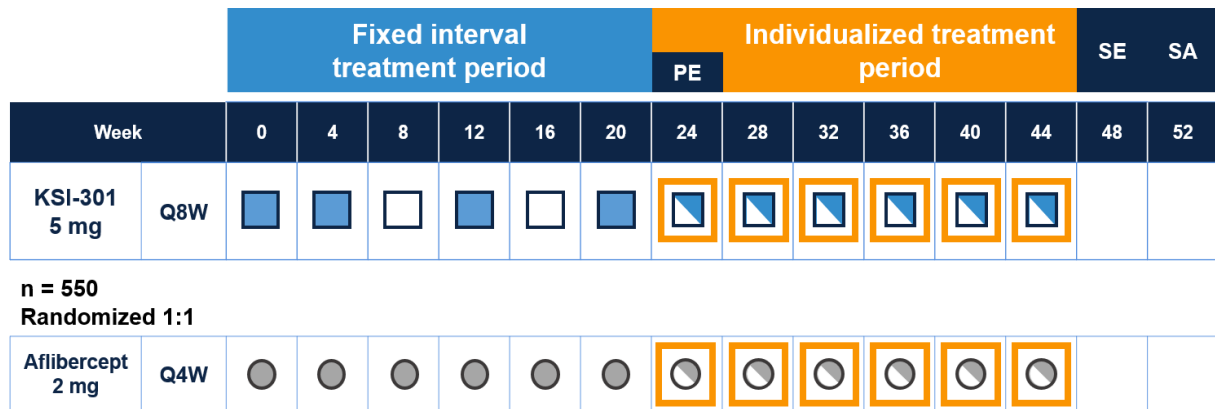 Fixed interval
treatment period
PE
Individualized treatment
period
SE SA
Week 0 4 8 12 16 20 24 28 32 36 40 44 48 52
KSI-301
5 mg
Q8W
n = 550
Randomized 1:1
Aflibercept
2 mg
Q4W